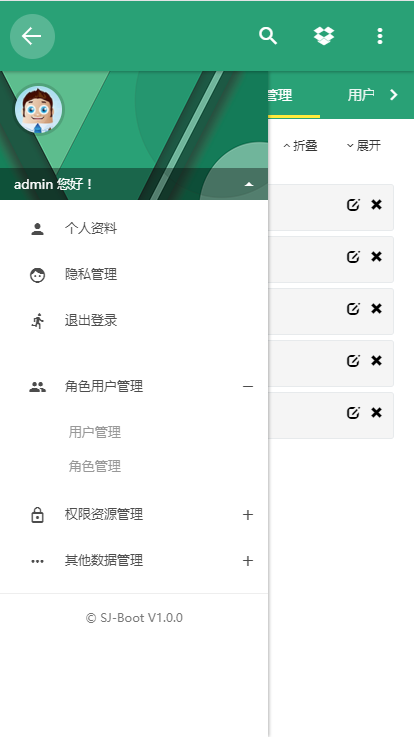 管理
用户
折叠
展开
admin 您好！
个人资料
隐私管理
退出登录
角色用户管理
用户管理
角色管理
权限资源管理
其他数据管理
© SJ-Boot V1.0.0